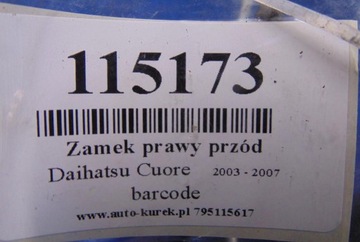 115173
Zamek prawy przód
Daihatsu Cuore 2003 - 2007
barcode
www.auto-kurek.pl 795115617